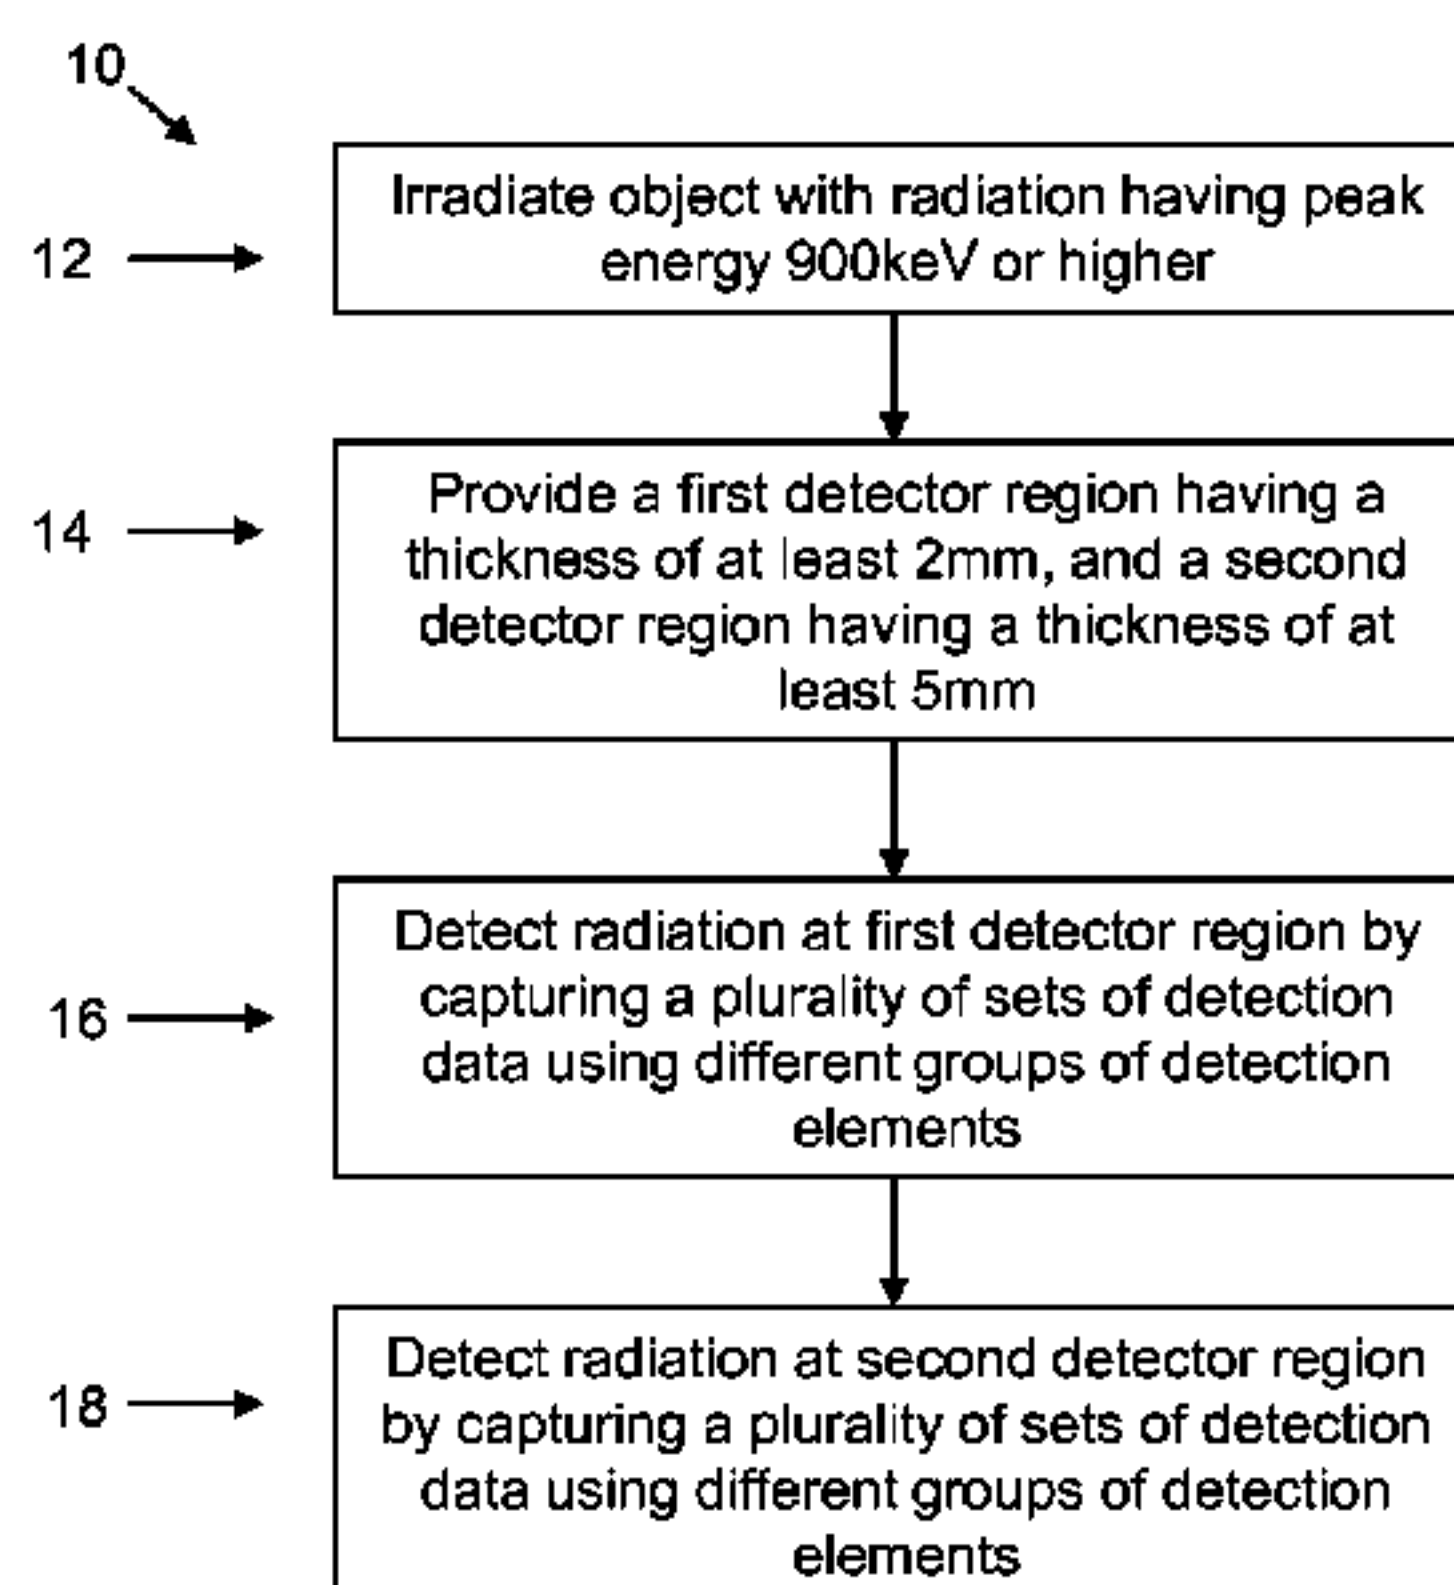 10
12
Irradiate object with radiation having peak
energy 900keV or higher
14
Provide a first detector region having a
thickness of at least 2mm, and a second
detector region having a thickness of at
least 5mm
16
Detect radiation at first detector region by
capturing a plurality of sets of detection
data using different groups of detection
elements
18
Detect radiation at second detector region
by capturing a plurality of sets of detection
data using different groups of detection
elements